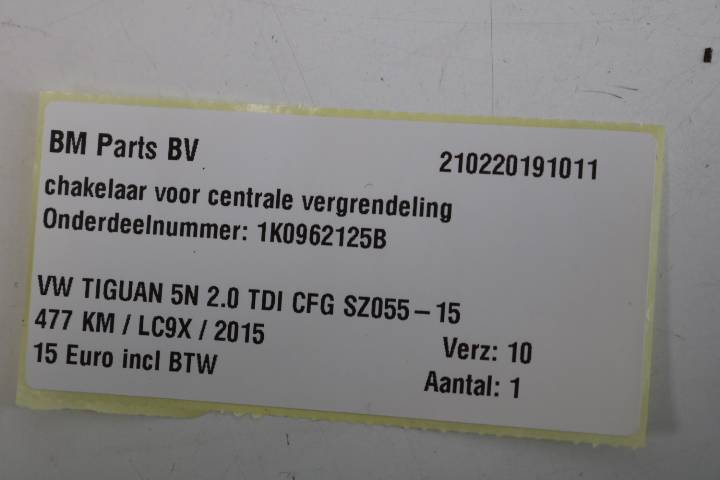 BM Parts BV 210220191011
chakelaar voor centrale vergrendeling
Onderdeelnummer: 1K0962125B
VW TIGUAN 5N 2.0 TDI CFG SZ055-15
477 KM / LC9X / 2015
Verz: 10
15 Euro incl BTW
Aantal: 1